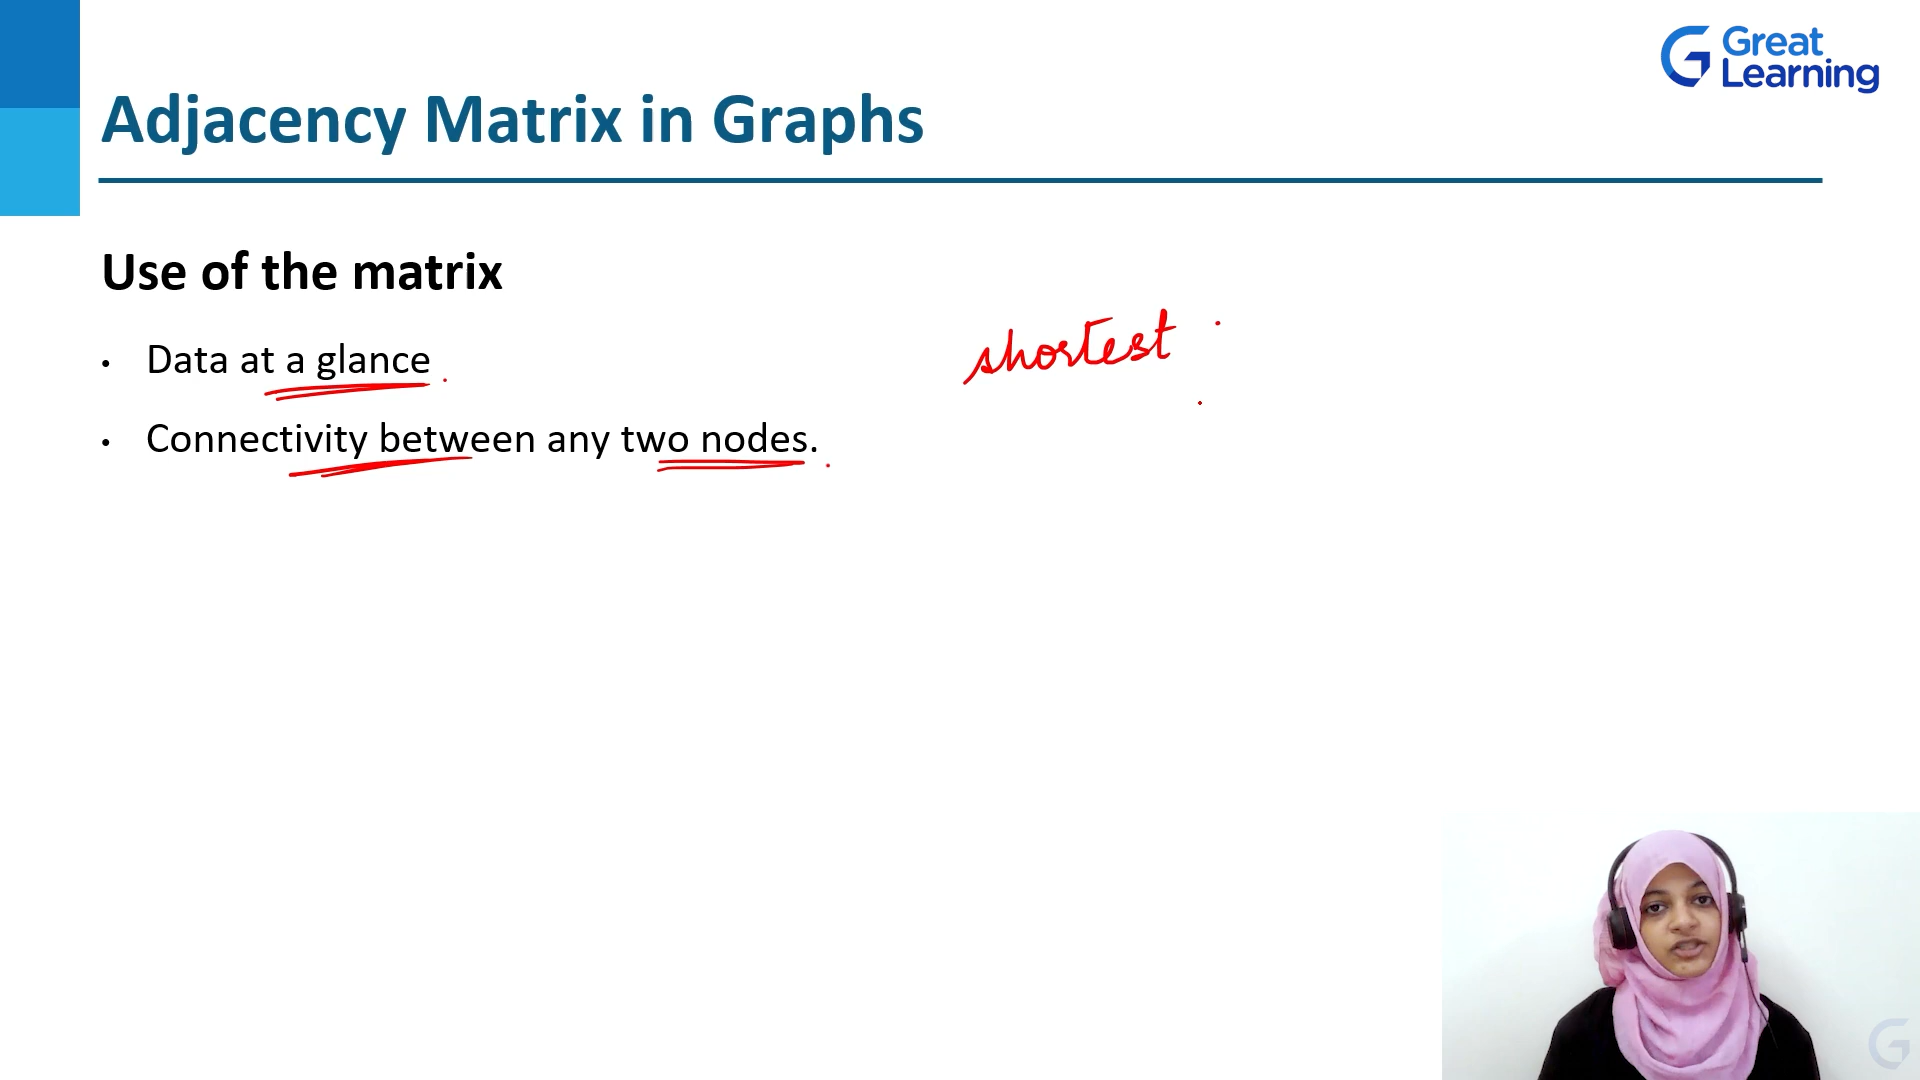 Great
Learning
Adjacency Matrix in Graphs
Use of the matrix
• Data at a glance
shortest
• Connectivity between any two nodes.